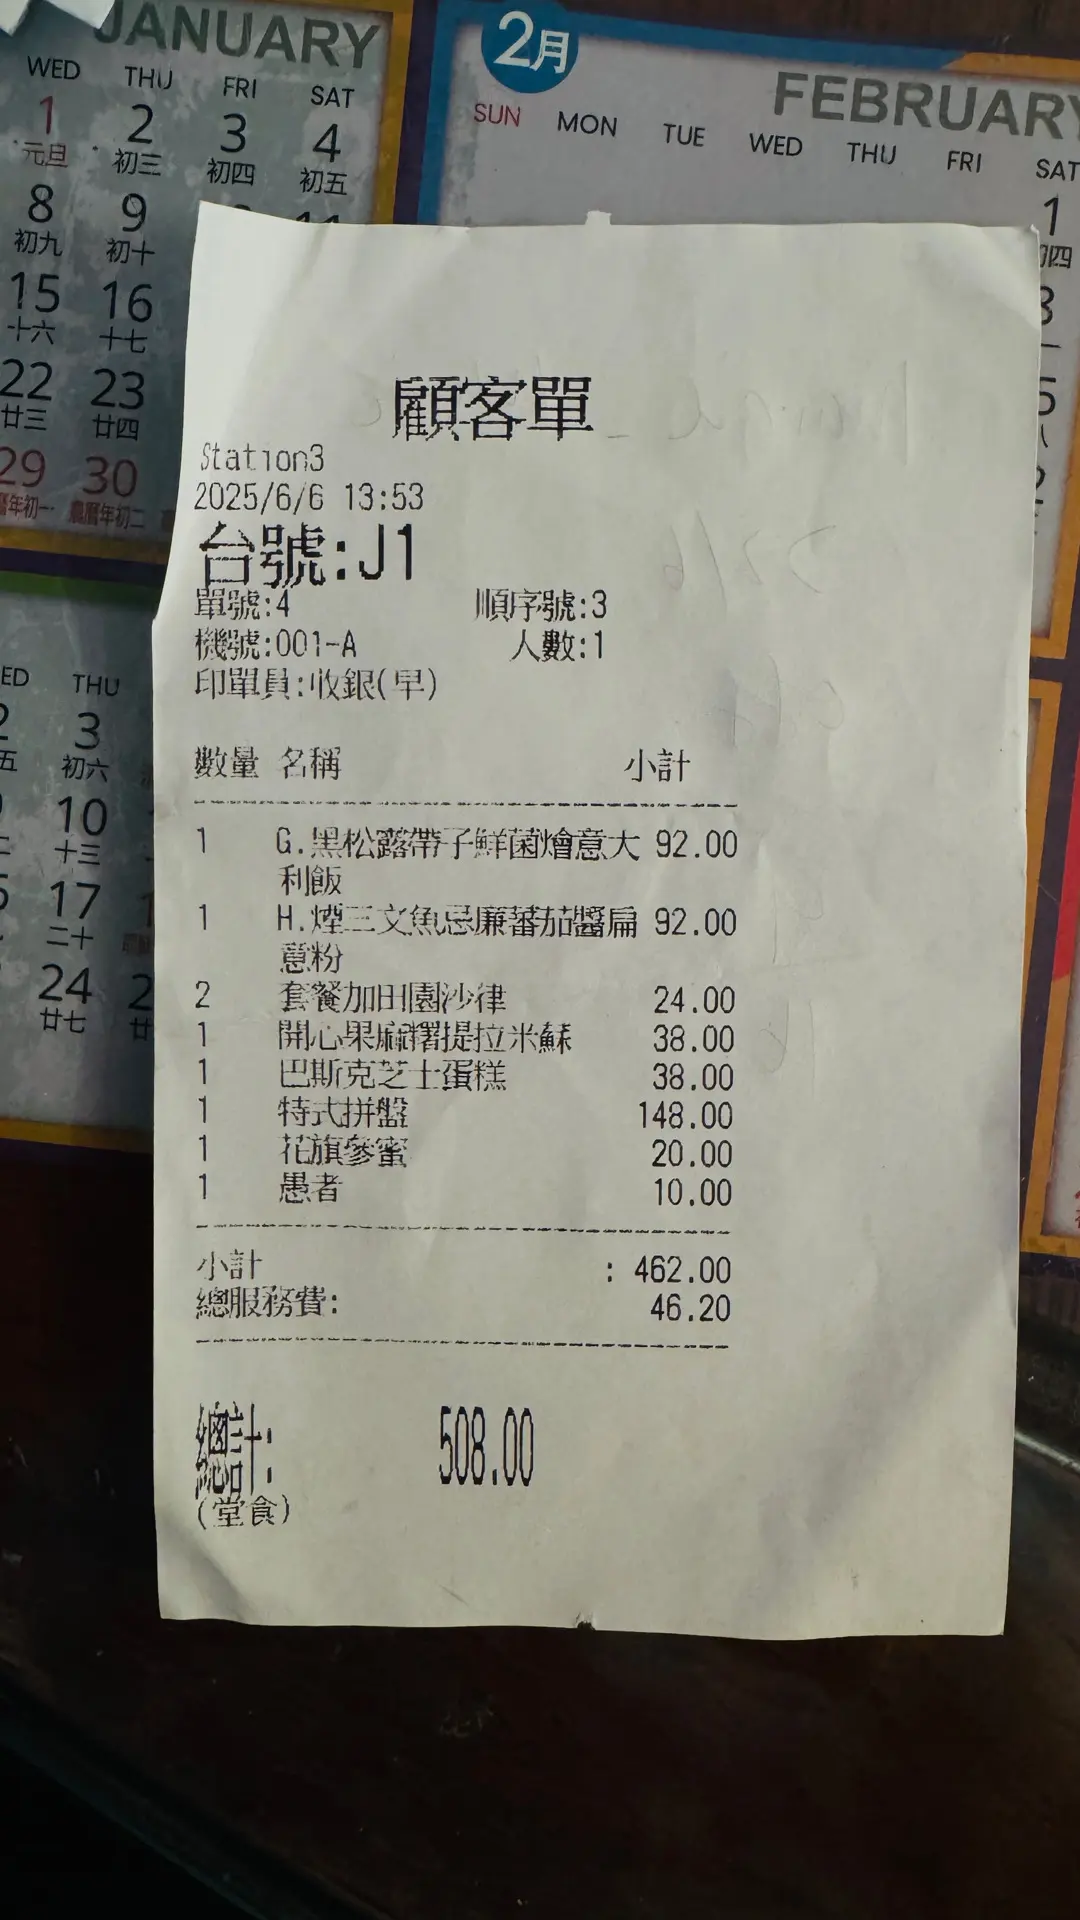 JANUARY
WED THU FRI SAT
1 2 3 4
元旦 初三 初四 初五
8 9
初九 初十
15 16
十六 十七
22 23
廿三 廿四
29 30
農曆年初二
2月
FEBRUARY
SUN MON TUE WED THU FRI SAT
1
初四
THU
3
初六
10
十三
17
二十
24
廿七
顧客單
Station3
2025/6/6 13:53
台號:J1
單號:4 順序號:3
機號:001-A 人數:1
印單員:收銀(早)
數量 名稱 小計
1 G.黑松露帶子鮮菌燴意大 92.00
利飯
1 H.煙三文魚忌廉蕃茄醬扁 92.00
意粉
2 套餐加田園沙律 24.00
1 開心果麻糬提拉米蘇 38.00
1 巴斯克芝士蛋糕 38.00
1 特式拼盤 148.00
1 花旗參蜜 20.00
1 愚者 10.00
小計 : 462.00
總服務費: 46.20
總計: 508.00
(堂食)